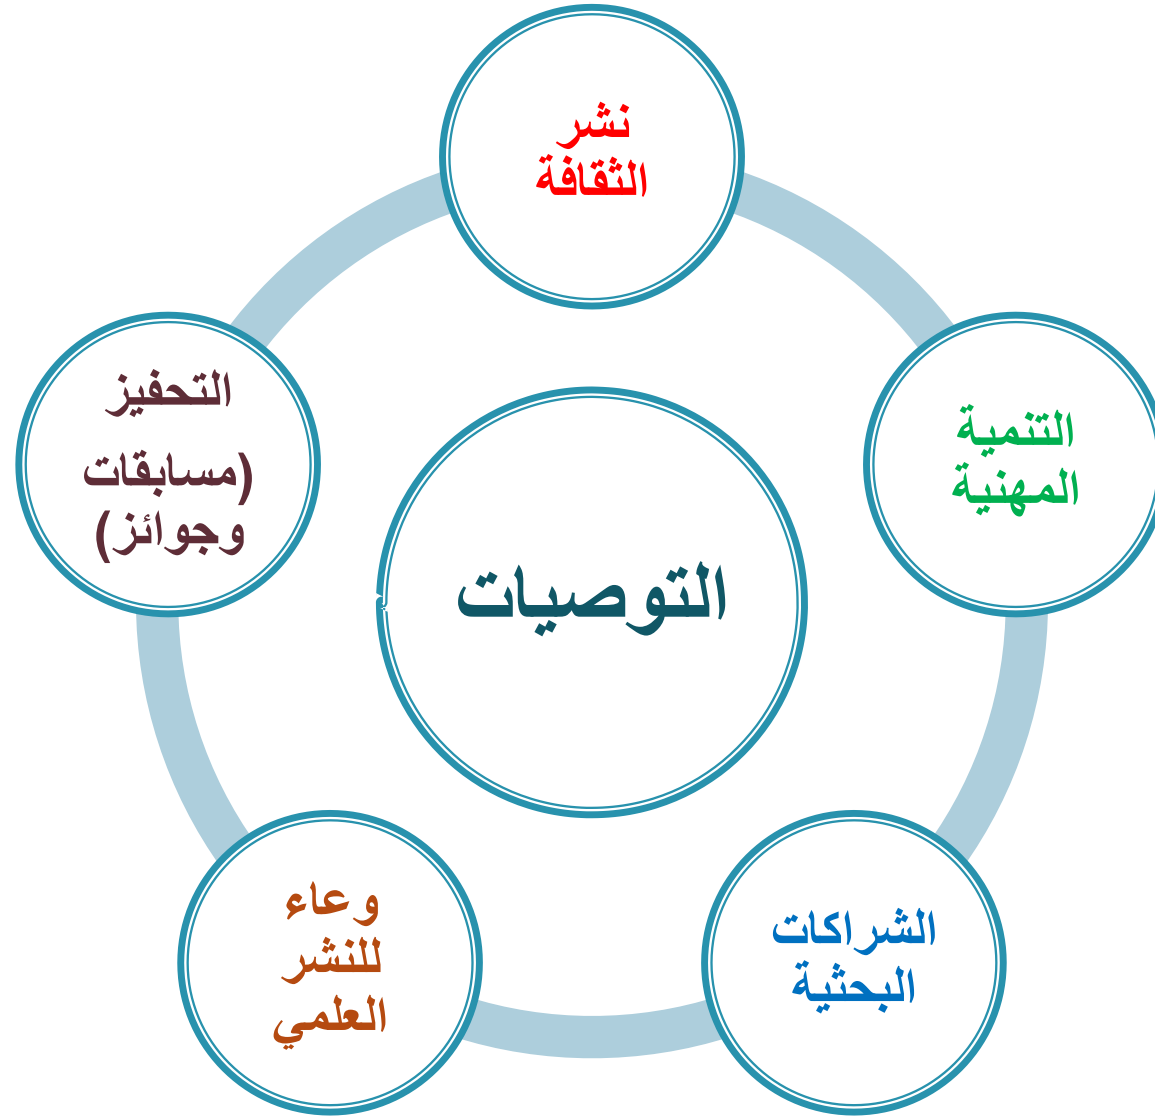 نشر
الثقافة
التنمية
المهنية
الشراكات
البحثية
وعاء
للنشر
العلمي
التحفيز
(مسابقات
وجوائز)
التوصيات